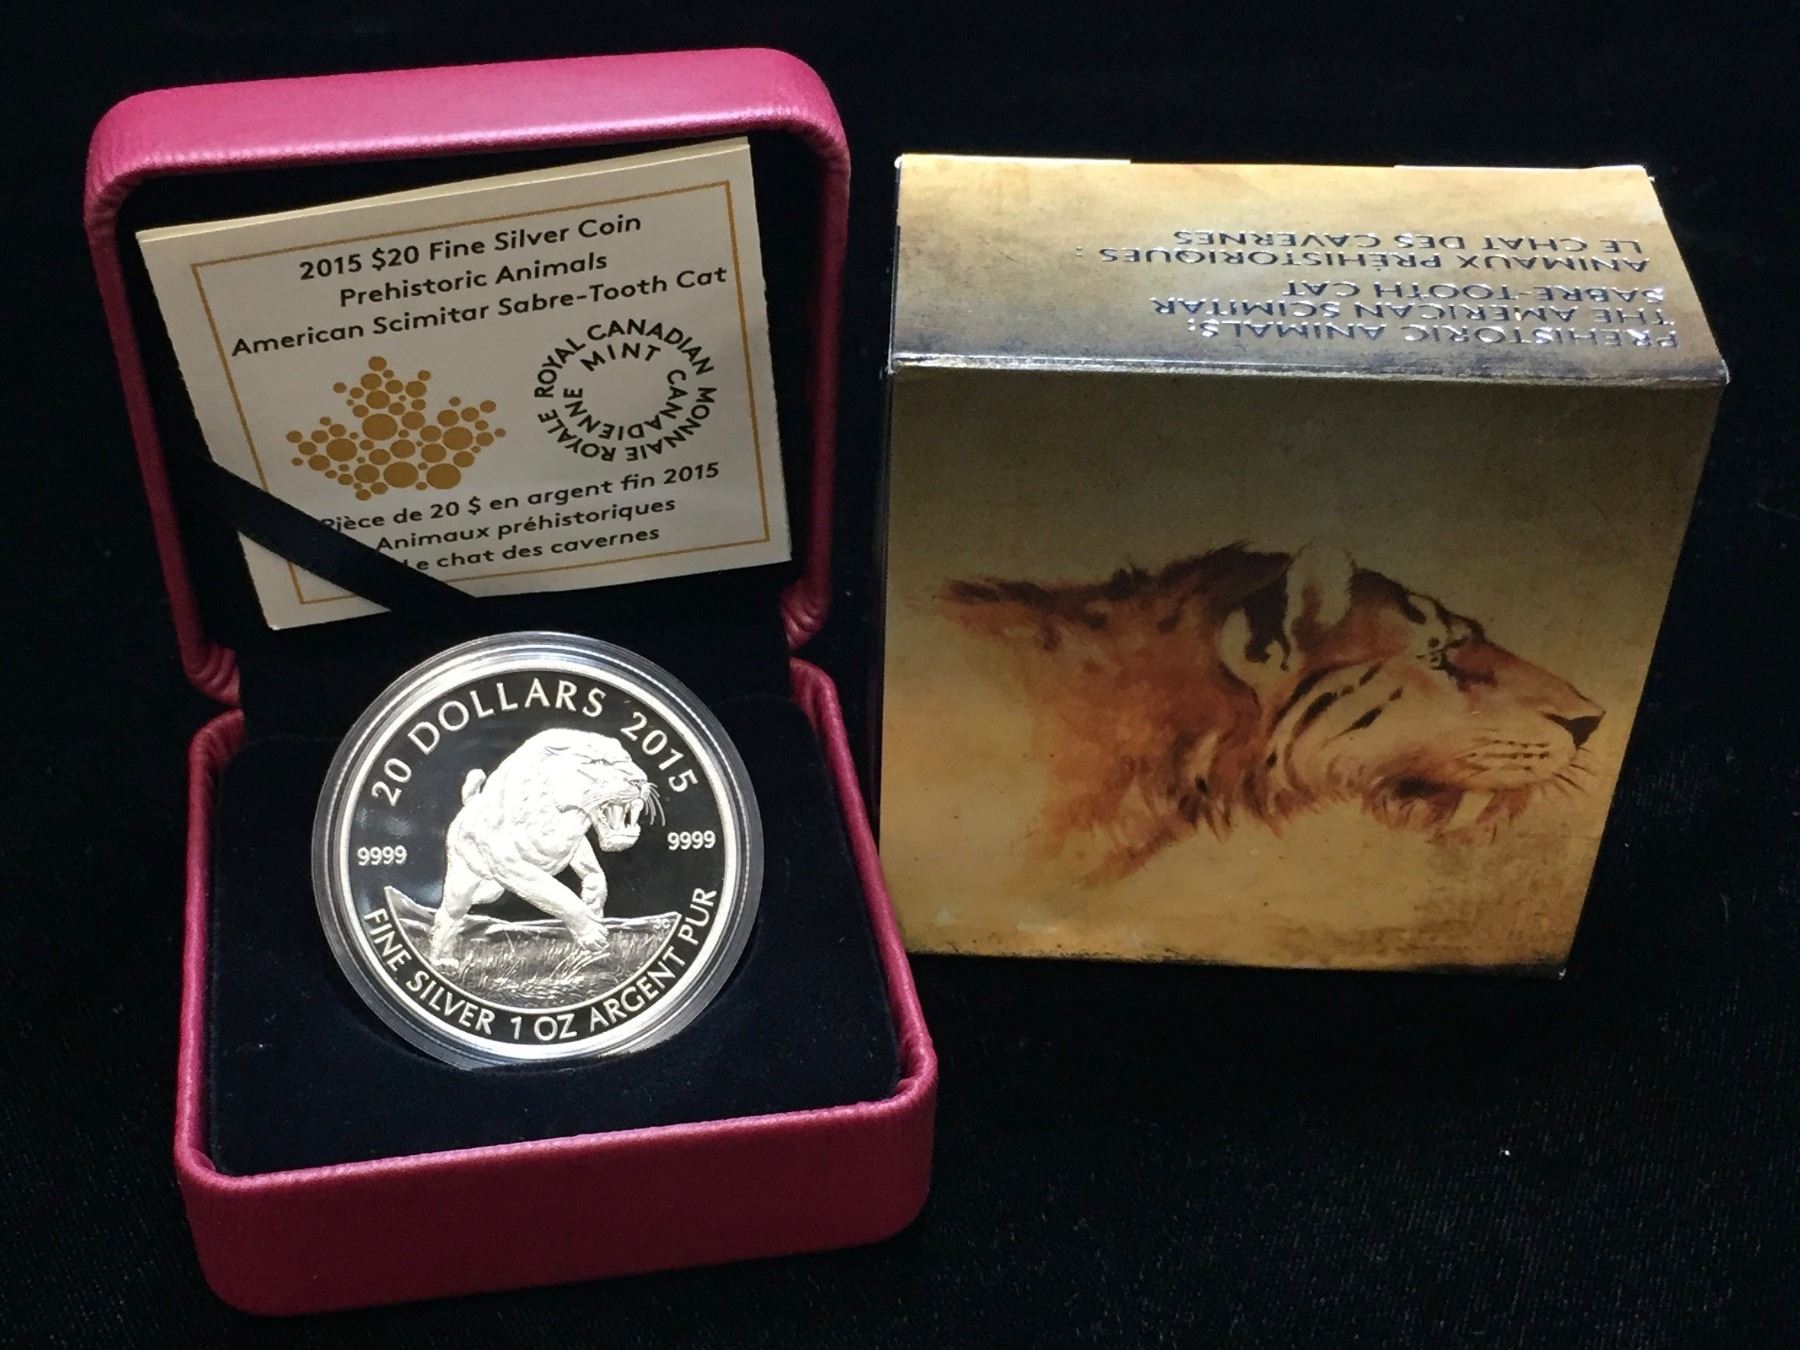 2015 $20 Fine Silver Coin
Prehistoric Animals
American Scimitar Sabre-Tooth Cat
ROYAL CANADIAN MINT
MONNAIE ROYALE CANADIENNE
Pièce de 20 $ en argent fin 2015
Animaux préhistoriques
Le chat des cavernes
20 DOLLARS 2015
9999
9999
JG
FINE SILVER 1 OZ ARGENT PUR
PREHISTORIC ANIMALS:
THE AMERICAN SCIMITAR
SABRE-TOOTH CAT
ANIMAUX PRÉHISTORIQUES :
LE CHAT DES CAVERNES